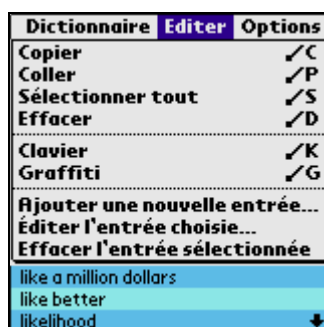 Dictionnaire Editer Options
Copier /C
Coller /P
Sélectionner tout /S
Effacer /D
Clavier /K
Graffiti /G
Ajouter une nouvelle entrée...
Éditer l'entrée choisie...
Effacer l'entrée sélectionnée
like a million dollars
like better
likelihood